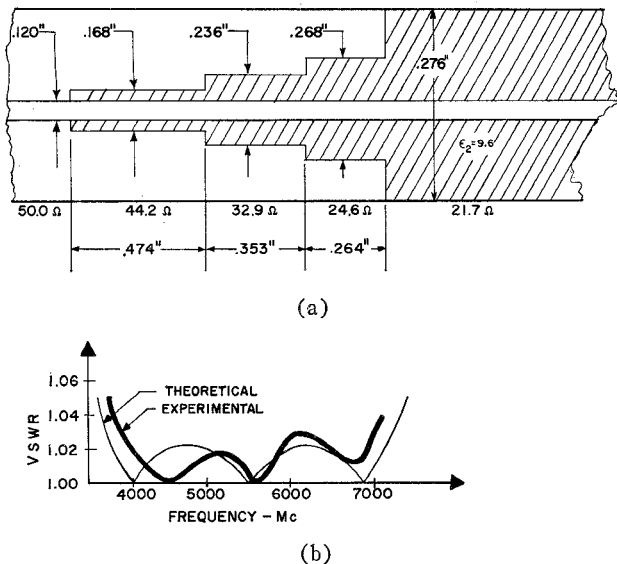 .120" .168" .236" .268"
.276"
ϵ₂=9.6
50.0 Ω 44.2 Ω 32.9 Ω 24.6 Ω 21.7 Ω
.474" .353" .264"
(a)
1.06
THEORETICAL
1.04
EXPERIMENTAL
VSWR
1.02
1.00
4000 5000 6000 7000
FREQUENCY - Mc
(b)